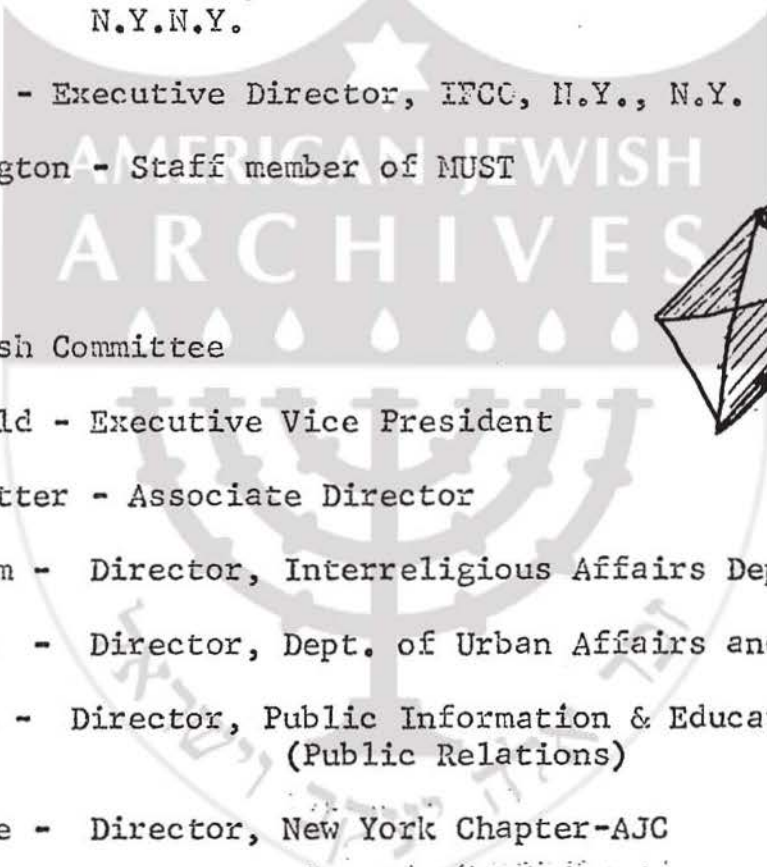 N.Y.N.Y.
- Executive Director, IFCO, N.Y., N.Y.
gton - Staff member of MUST
AMERICAN JEWISH
ARCHIVES
sh Committee
ld - Executive Vice President
tter - Associate Director
m - Director, Interreligious Affairs Dep
- Director, Dept. of Urban Affairs an
- Director, Public Information & Educa
(Public Relations)
e - Director, New York Chapter-AJC